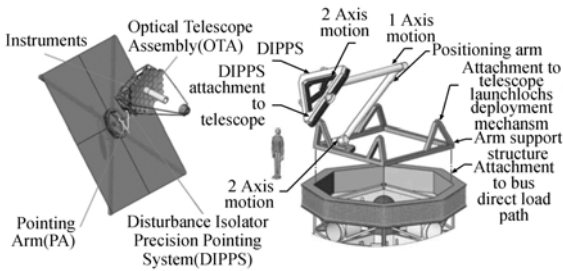 Instruments
Optical Telescope
Assembly(OTA)
Pointing
Arm(PA)
Disturbance Isolator
Precision Pointing
System(DIPPS)
2 Axis
motion
1 Axis
motion
DIPPS
Positioning arm
DIPPS
attachment
to
telescope
Attachment to
telescope
launchlochs
deployment
mechansm
Arm support
structure
Attachment
to bus
direct load
path
2 Axis
motion